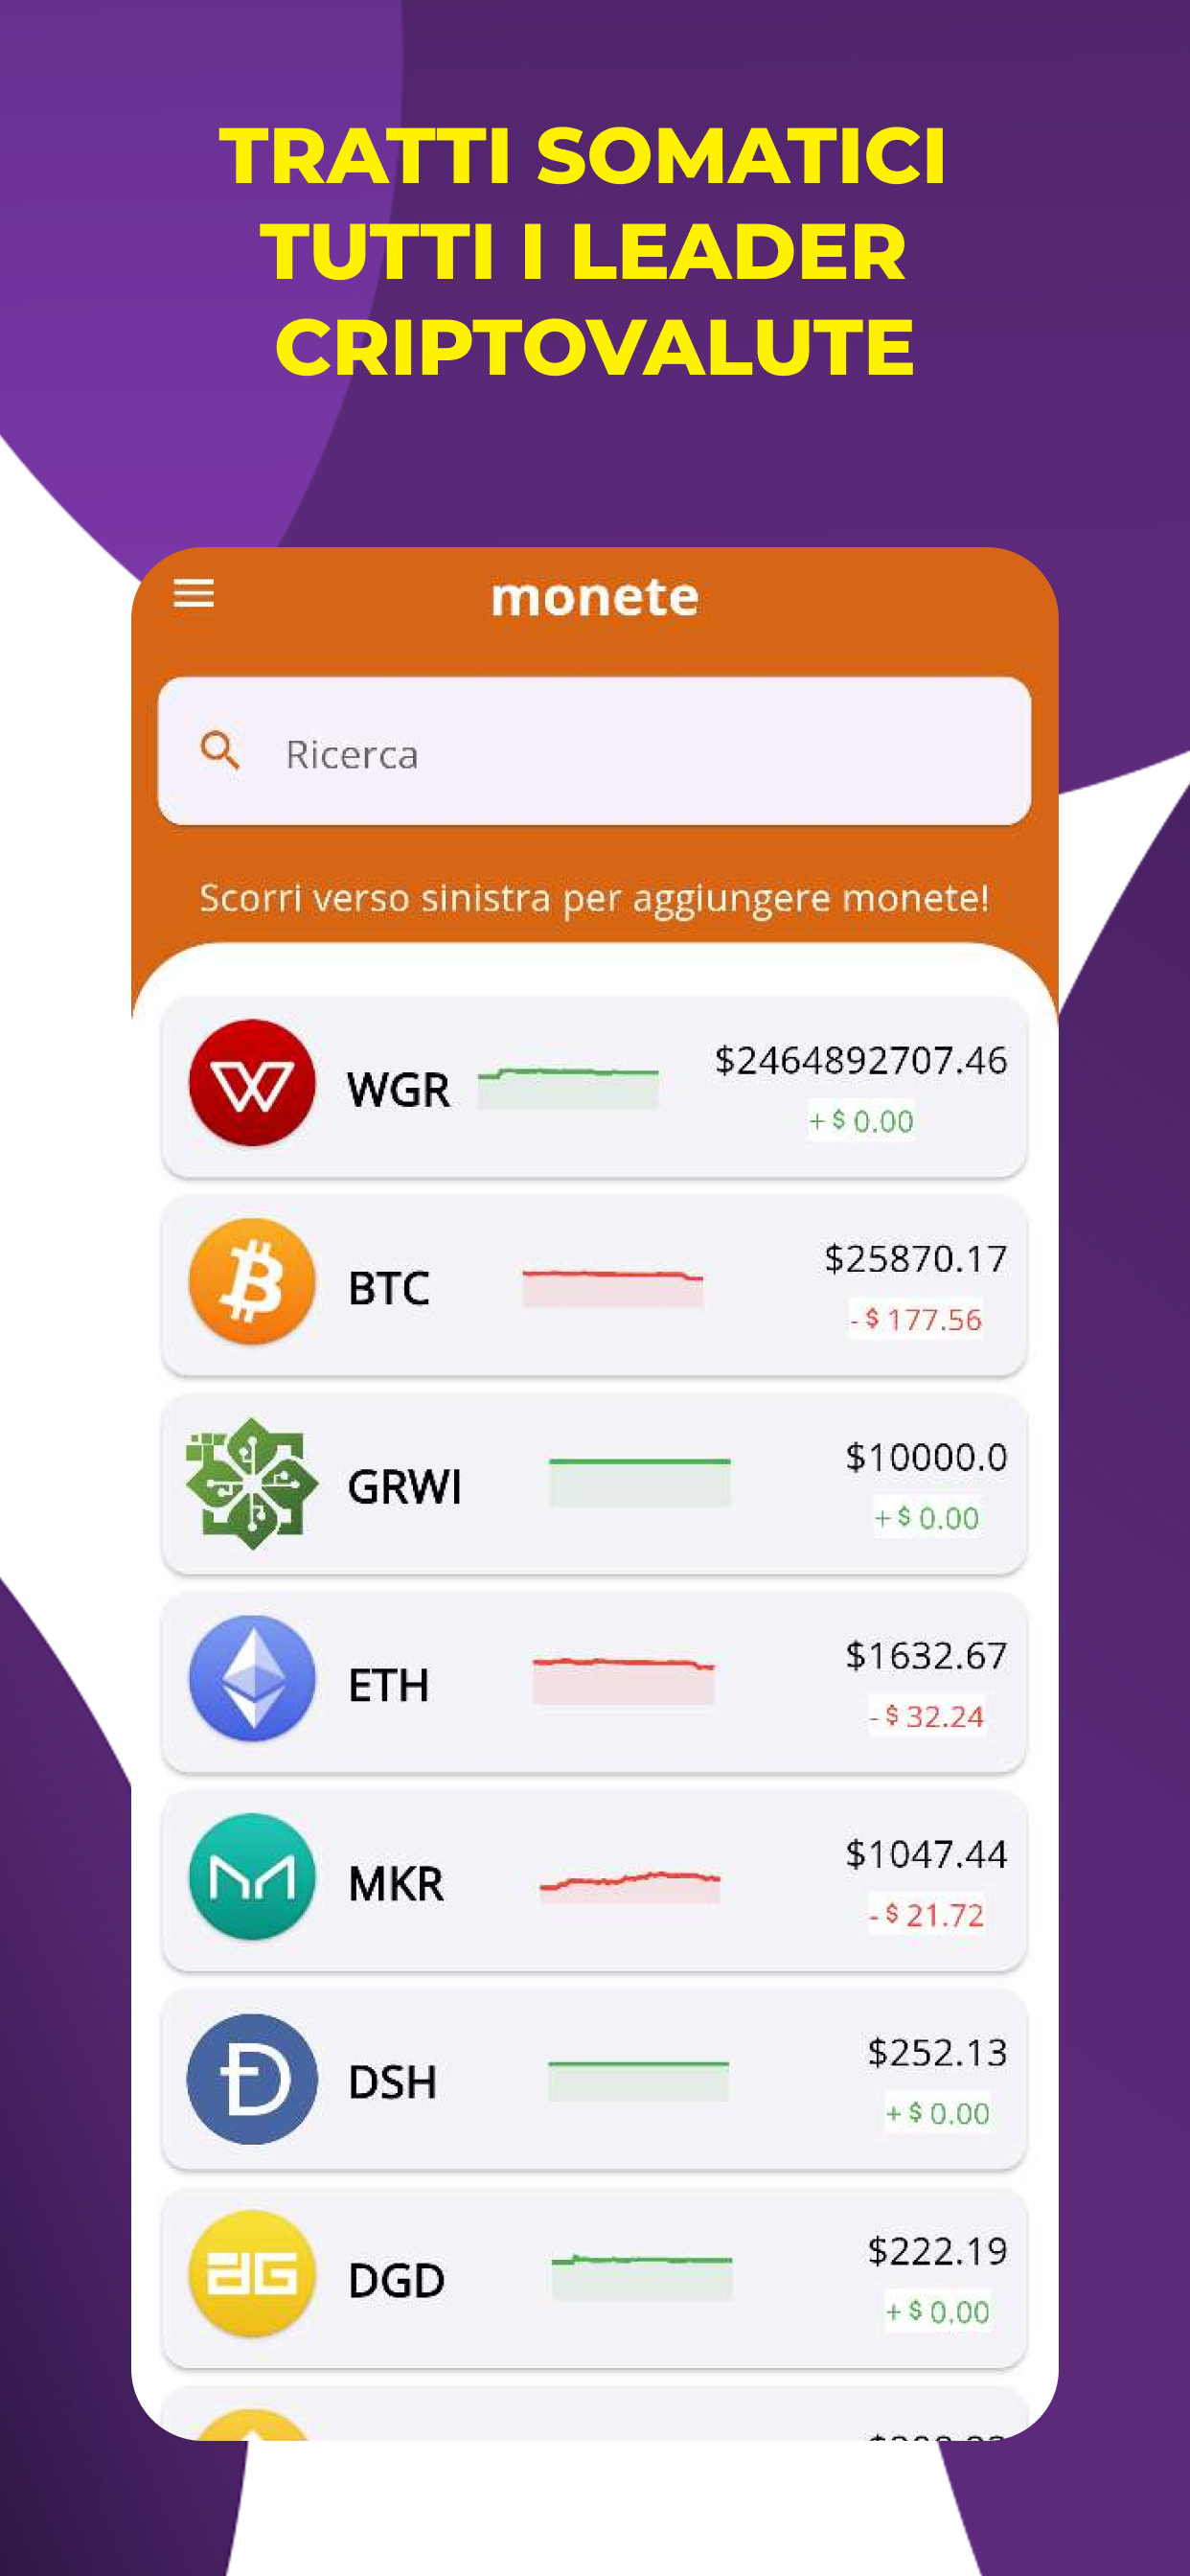 TRATTI SOMATICI
TUTTI I LEADER
CRIPTOVALUTE
monete
Ricerca
Scorri verso sinistra per aggiungere monete!
WGR
$2464892707.46
+ $ 0.00
BTC
$25870.17
- $ 177.56
GRWI
$10000.0
+ $ 0.00
ETH
$1632.67
- $ 32.24
MKR
$1047.44
- $ 21.72
DSH
$252.13
+ $ 0.00
DGD
$222.19
+ $ 0.00